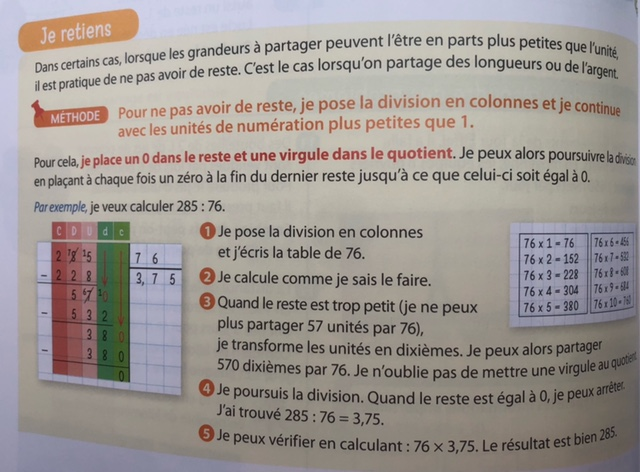 Je retiens
Dans certains cas, lorsque les grandeurs à partager peuvent l'être en parts plus petites que l'unité,
il est pratique de ne pas avoir de reste. C'est le cas lorsqu'on partage des longueurs ou de l'argent.
MÉTHODE
Pour ne pas avoir de reste, je pose la division en colonnes et je continue
avec les unités de numération plus petites que 1.
Pour cela, je place un 0 dans le reste et une virgule dans le quotient. Je peux alors poursuivre la division
en plaçant à chaque fois un zéro à la fin du dernier reste jusqu'à ce que celui-ci soit égal à 0.
Par exemple, je veux calculer 285 : 76.
C D U d c
2 18 15 7 6
- 2 2 8 3, 7 5
5 67 10
- 5 3 2
3 8 0
- 3 8 0
0
1 Je pose la division en colonnes
et j'écris la table de 76.
2 Je calcule comme je sais le faire.
3 Quand le reste est trop petit (je ne peux
plus partager 57 unités par 76),
je transforme les unités en dixièmes. Je peux alors partager
570 dixièmes par 76. Je n'oublie pas de mettre une virgule au quotient.
4 Je poursuis la division. Quand le reste est égal à 0, je peux arrêter.
J'ai trouvé 285 : 76 = 3,75.
5 Je peux vérifier en calculant : 76 × 3,75. Le résultat est bien 285.
76 x 1 = 76
76 x 2 = 152
76 x 3 = 228
76 x 4 = 304
76 x 5 = 380
76 x 6 = 456
76 x 7 = 532
76 x 8 = 608
76 x 9 = 684
76 x 10 = 760